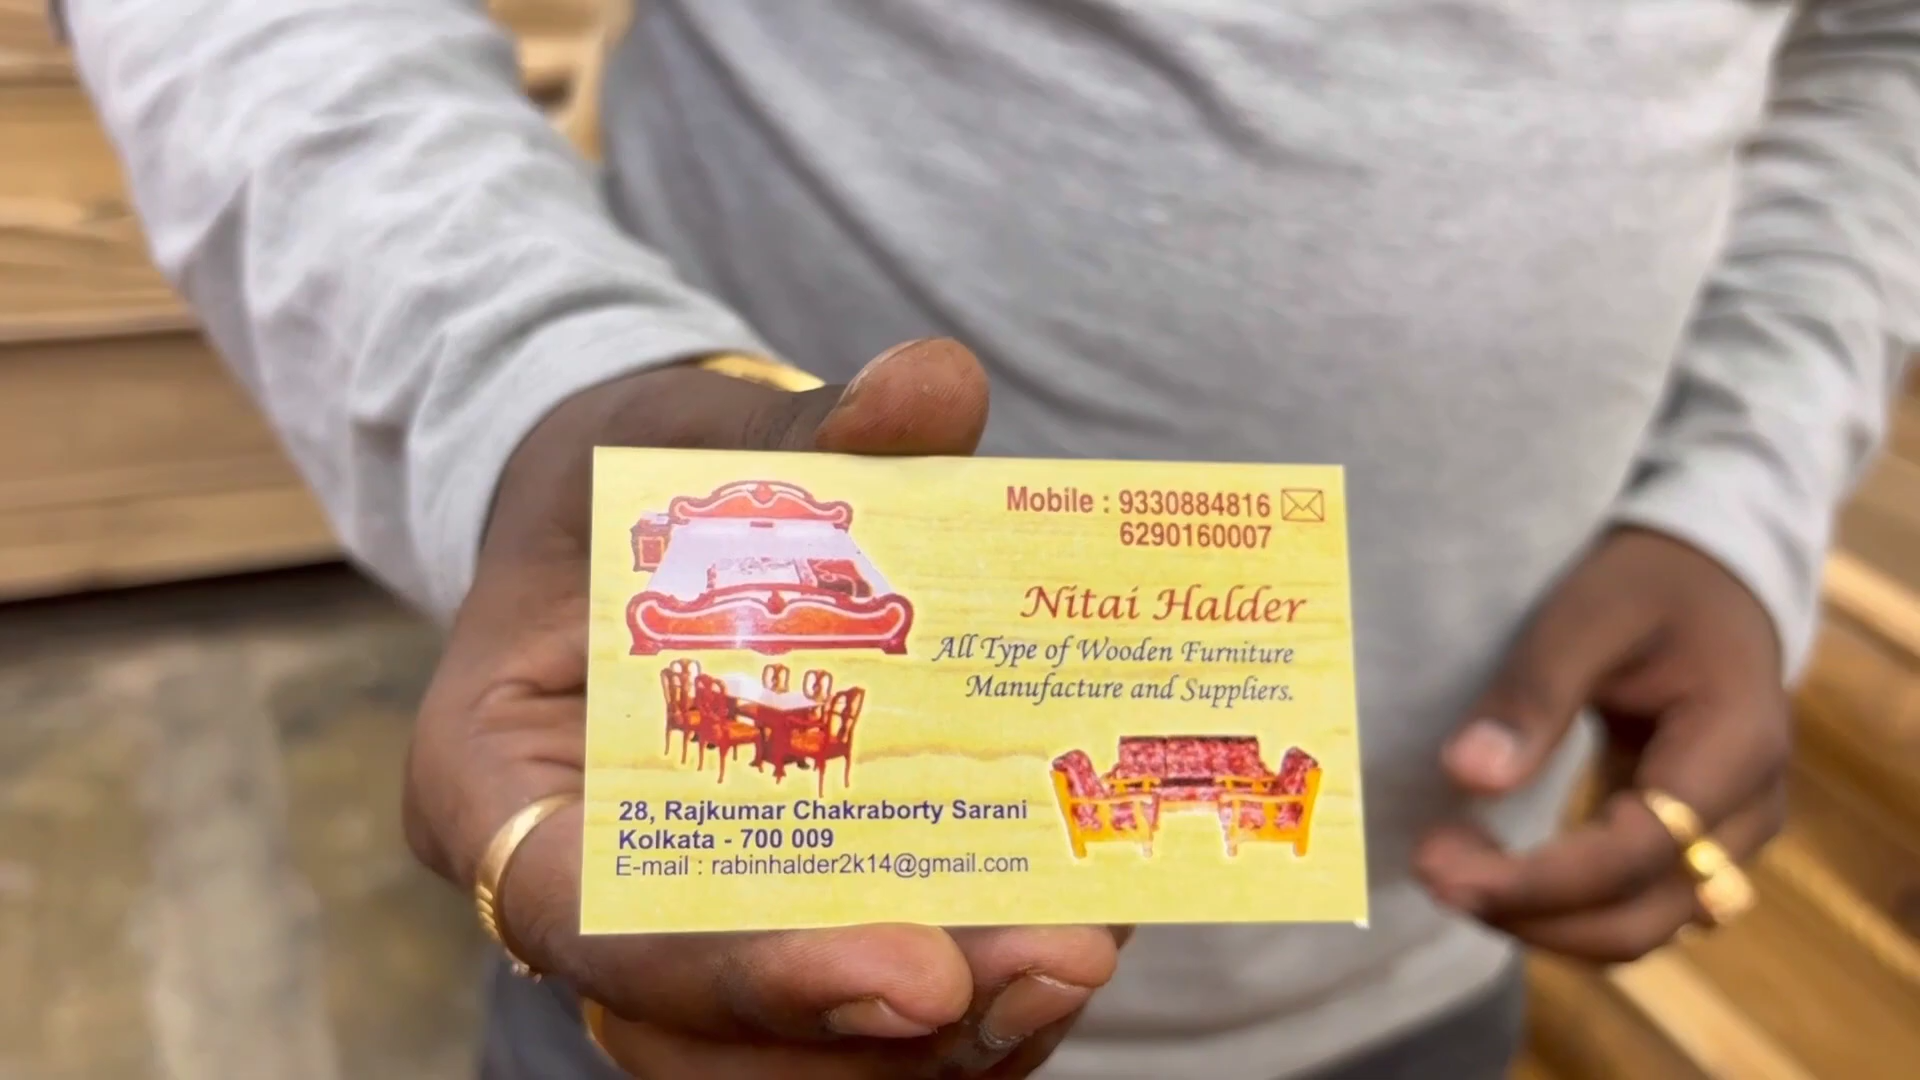 Mobile : 9330884816
6290160007
Nitai Halder
All Type of Wooden Furniture
Manufacture and Suppliers.
28, Rajkumar Chakraborty Sarani
Kolkata - 700 009
E-mail : rabinhalder2k14@gmail.com